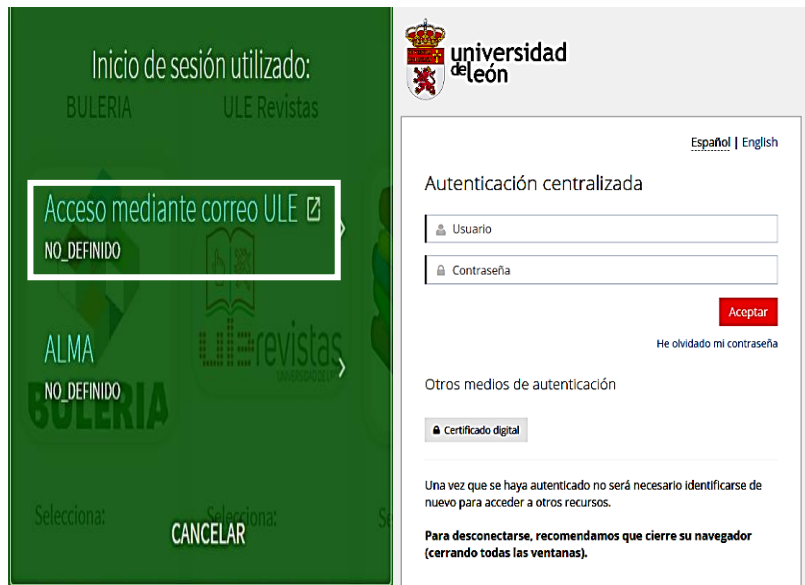 Inicio de sesión utilizado:
BULERIA
ULE Revistas
Acceso mediante correo ULE
NO_DEFINIDO
ulerevistas
ALMA
NO_DEFINIDO
BULERIA
Selecciona:
Selecciona:
Se
CANCELAR
universidad
de león
Español | English
Autenticación centralizada
Usuario
Contraseña
Aceptar
He olvidado mi contraseña
Otros medios de autenticación
Certificado digital
Una vez que se haya autenticado no será necesario identificarse de
nuevo para acceder a otros recursos.
Para desconectarse, recomendamos que cierre su navegador
(cerrando todas las ventanas).